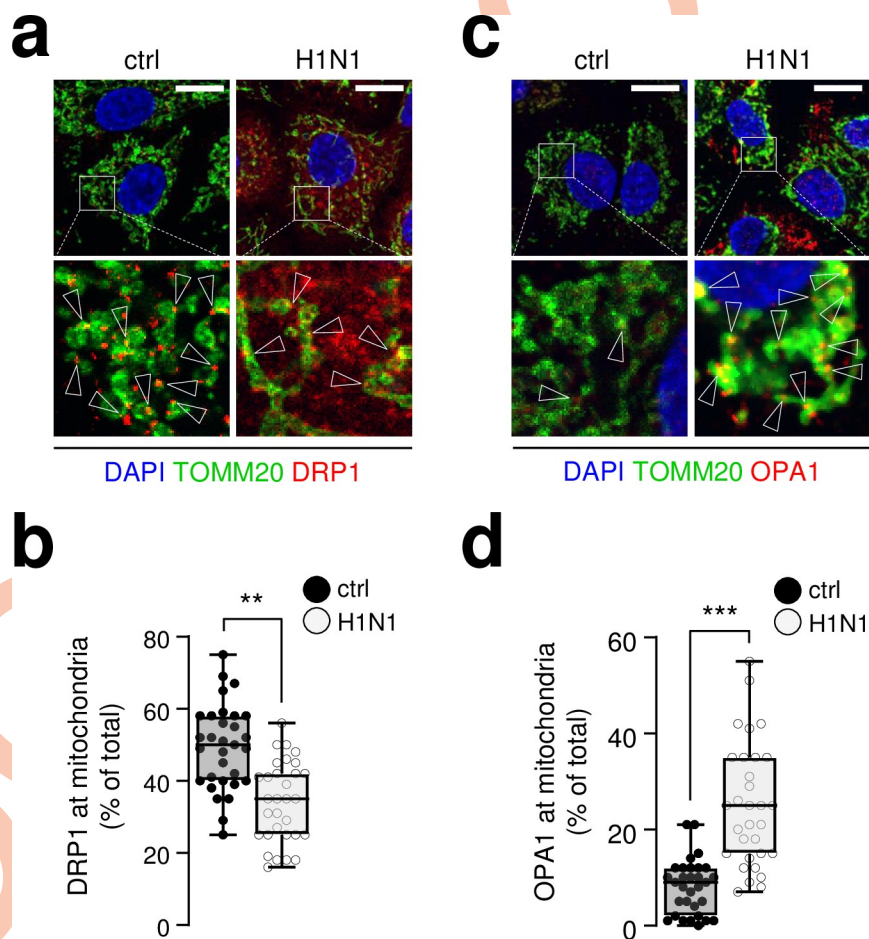 a
ctrl H1N1
DAPI TOMM20 DRP1
c
ctrl H1N1
DAPI TOMM20 OPA1
b
ctrl
H1N1
**
DRP1 at mitochondria
(% of total)
80
60
40
20
0
d
ctrl
H1N1
***
OPA1 at mitochondria
(% of total)
60
40
20
0